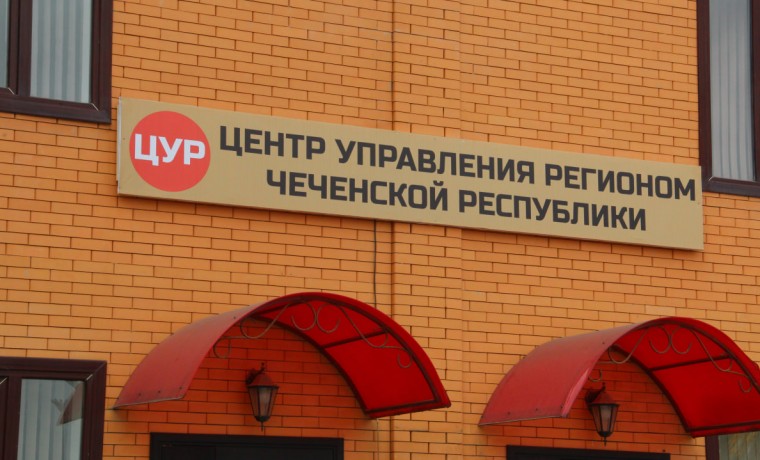 ЦУР
ЦЕНТР УПРАВЛЕНИЯ РЕГИОНОМ
ЧЕЧЕНСКОЙ РЕСПУБЛИКИ